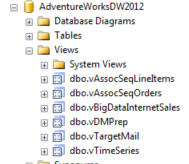 AdventureWorksDW2012
Database Diagrams
Tables
Views
System Views
dbo.vAssocSeqLineItems
dbo.vAssocSeqOrders
dbo.vBigDataInternetSales
dbo.vDMPrep
dbo.vTargetMail
dbo.vTimeSeries